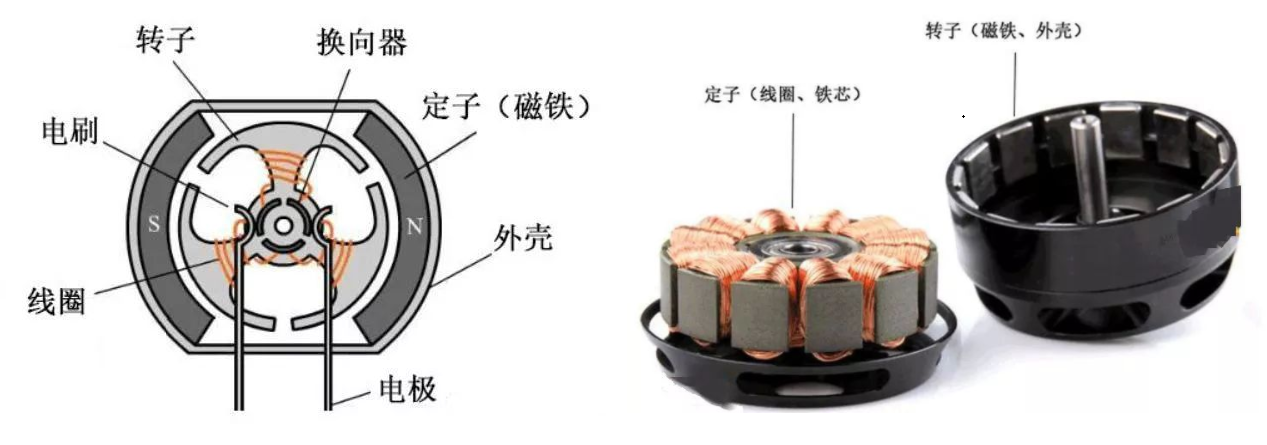 转子
换向器
定子（磁铁）
电刷
S
N
外壳
线圈
电极
转子（磁铁、外壳）
定子（线圈、铁芯）